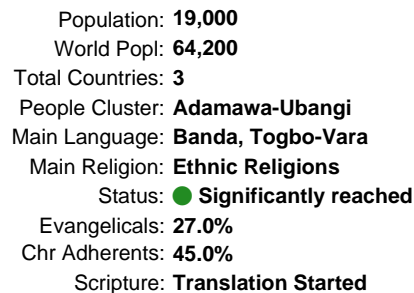 Population: 19,000
World Popl: 64,200
Total Countries: 3
People Cluster: Adamawa-Ubangi
Main Language: Banda, Togbo-Vara
Main Religion: Ethnic Religions
Status: Significantly reached
Evangelicals: 27.0%
Chr Adherents: 45.0%
Scripture: Translation Started